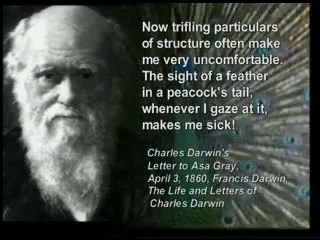 Now trifling particulars
of structure often make
me very uncomfortable.
The sight of a feather
in a peacock's tail,
whenever I gaze at it,
makes me sick!
Charles Darwin's
Letter to Asa Gray,
April 3, 1860, Francis Darwin,
The Life and Letters of
Charles Darwin